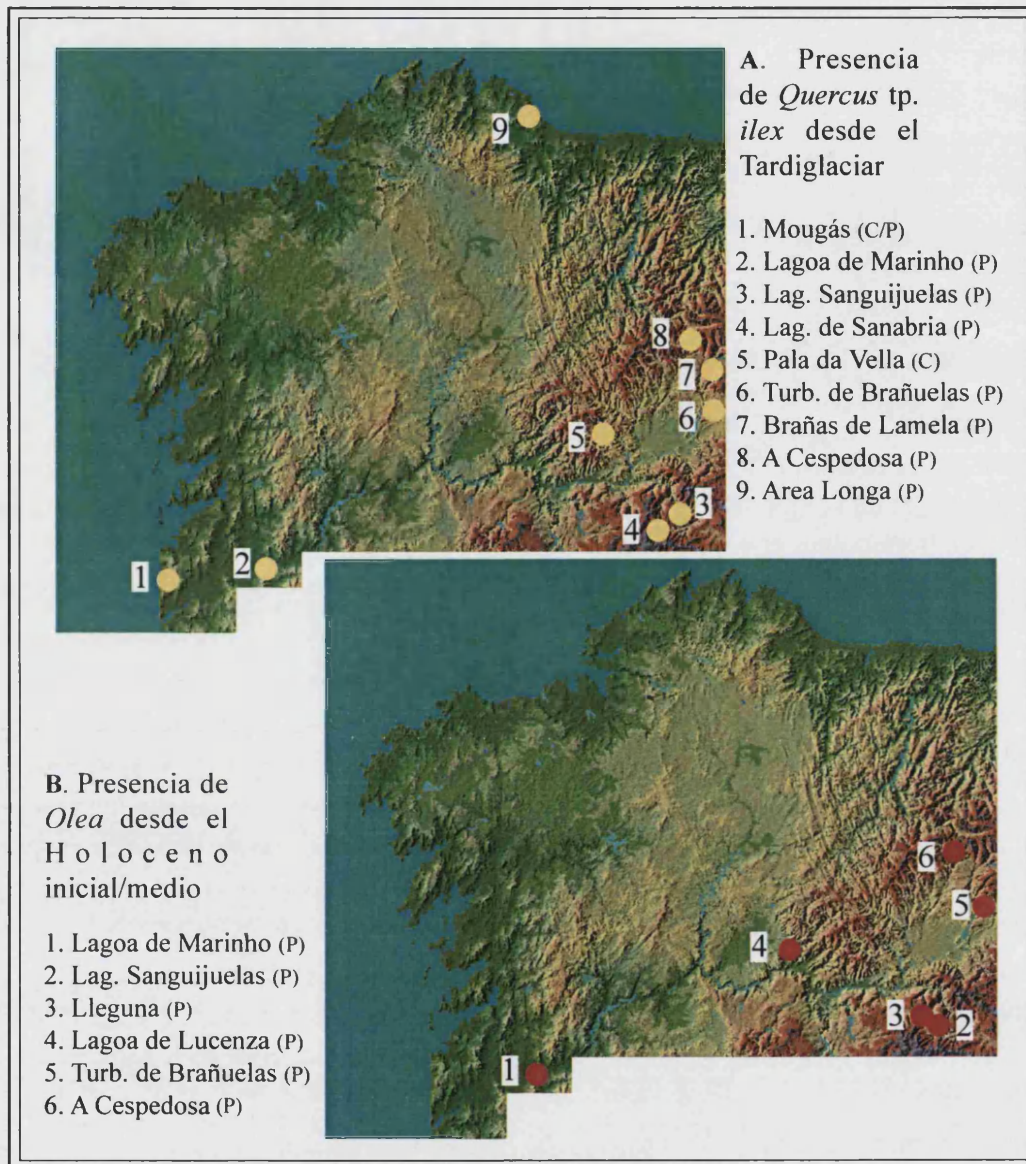 A. Presencia
de Quercus tp.
ilex desde el
Tardiglaciar
1. Mougás (C/P)
2. Lagoa de Marinho (P)
3. Lag. Sanguijuelas (P)
4. Lag. de Sanabria (P)
5. Pala da Vella (C)
6. Turb. de Brañuelas (P)
7. Brañas de Lamela (P)
8. A Cespedosa (P)
9. Area Longa (P)
9
8
7
6
5
3
4
2
1
B. Presencia de
Olea desde el
Holoceno
inicial/medio
1. Lagoa de Marinho (P)
2. Lag. Sanguijuelas (P)
3. Lleguna (P)
4. Lagoa de Lucenza (P)
5. Turb. de Brañuelas (P)
6. A Cespedosa (P)
6
5
4
3
2
1